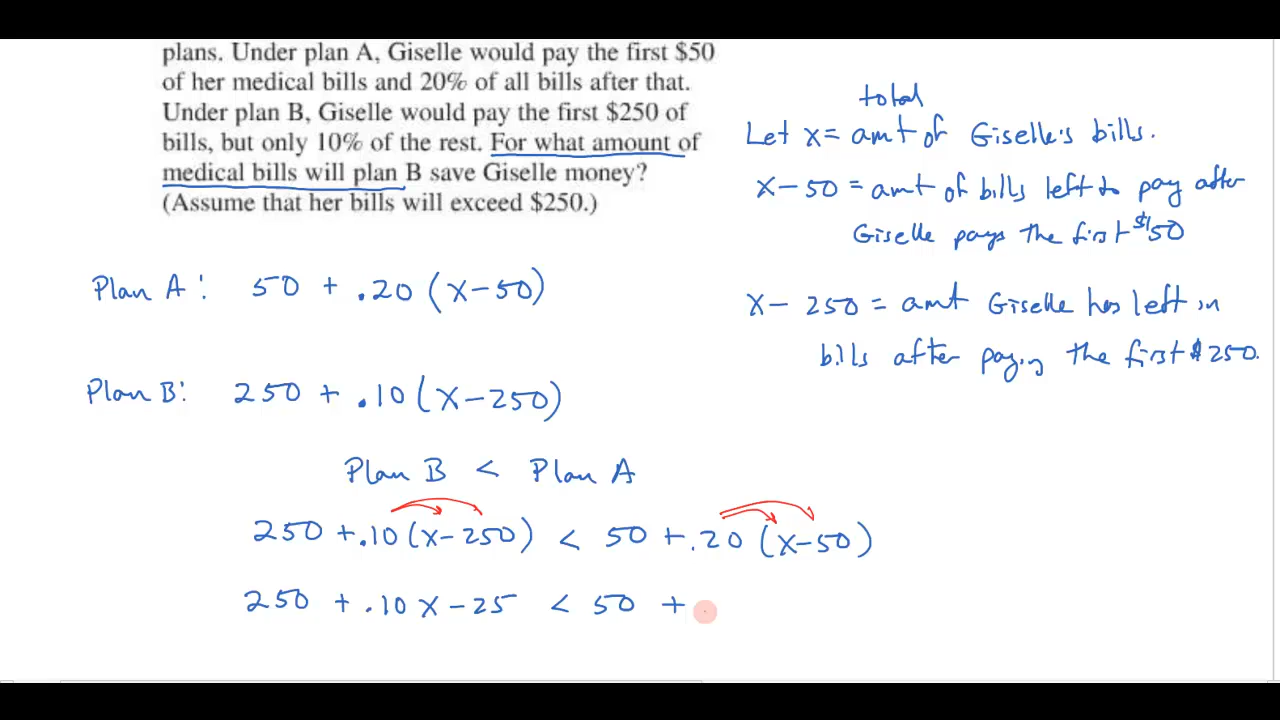 plans. Under plan A, Giselle would pay the first $50
of her medical bills and 20% of all bills after that.
Under plan B, Giselle would pay the first $250 of
bills, but only 10% of the rest. For what amount of
medical bills will plan B save Giselle money?
(Assume that her bills will exceed $250.)
total
Let x = amt of Giselle's bills.
x - 50 = amt of bills left to pay after
Giselle pays the first $50
x - 250 = amt Giselle has left in
bills after paying the first $250.
Plan A: 50 + .20 (x-50)
Plan B: 250 + .10 (x-250)
Plan B < Plan A
250 + .10 (x-250) < 50 + .20 (x-50)
250 + .10 x - 25 < 50 +